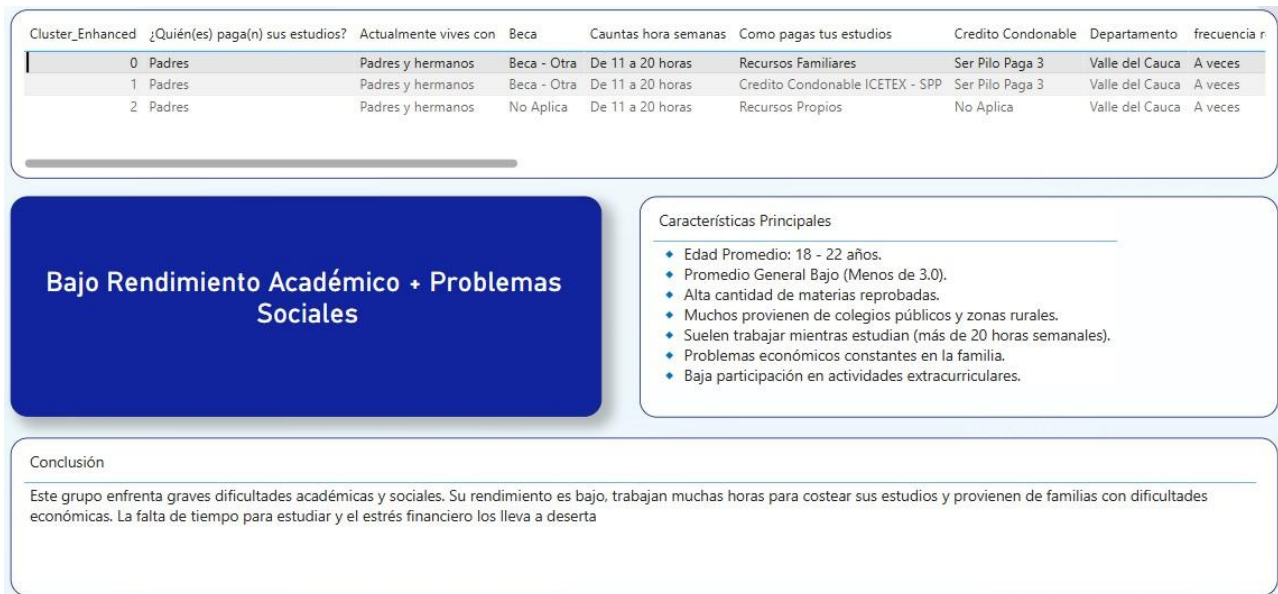 Cluster_Enhanced ¿Quién(es) paga(n) sus estudios? Actualmente vives con Beca Cauntas hora semanas Como pagas tus estudios Credito Condonable Departamento frecuencia r
0 Padres Padres y hermanos Beca - Otra De 11 a 20 horas Recursos Familiares Ser Pilo Paga 3 Valle del Cauca A veces
1 Padres Padres y hermanos Beca - Otra De 11 a 20 horas Credito Condonable ICETEX - SPP Ser Pilo Paga 3 Valle del Cauca A veces
2 Padres Padres y hermanos No Aplica De 11 a 20 horas Recursos Propios No Aplica Valle del Cauca A veces
Bajo Rendimiento Académico + Problemas
Sociales
Características Principales
Edad Promedio: 18 - 22 años.
Promedio General Bajo (Menos de 3.0).
Alta cantidad de materias reprobadas.
Muchos provienen de colegios públicos y zonas rurales.
Suelen trabajar mientras estudian (más de 20 horas semanales).
Problemas económicos constantes en la familia.
Baja participación en actividades extracurriculares.
Conclusión
Este grupo enfrenta graves dificultades académicas y sociales. Su rendimiento es bajo, trabajan muchas horas para costear sus estudios y provienen de familias con dificultades
económicas. La falta de tiempo para estudiar y el estrés financiero los lleva a deserta